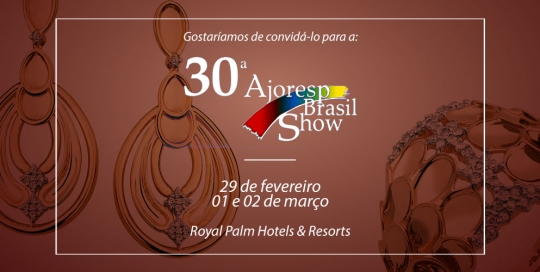 Gostaríamos de convidá-lo para a:
30ª Ajoresp
Brasil
Show
29 de fevereiro
01 e 02 de março
Royal Palm Hotels & Resorts